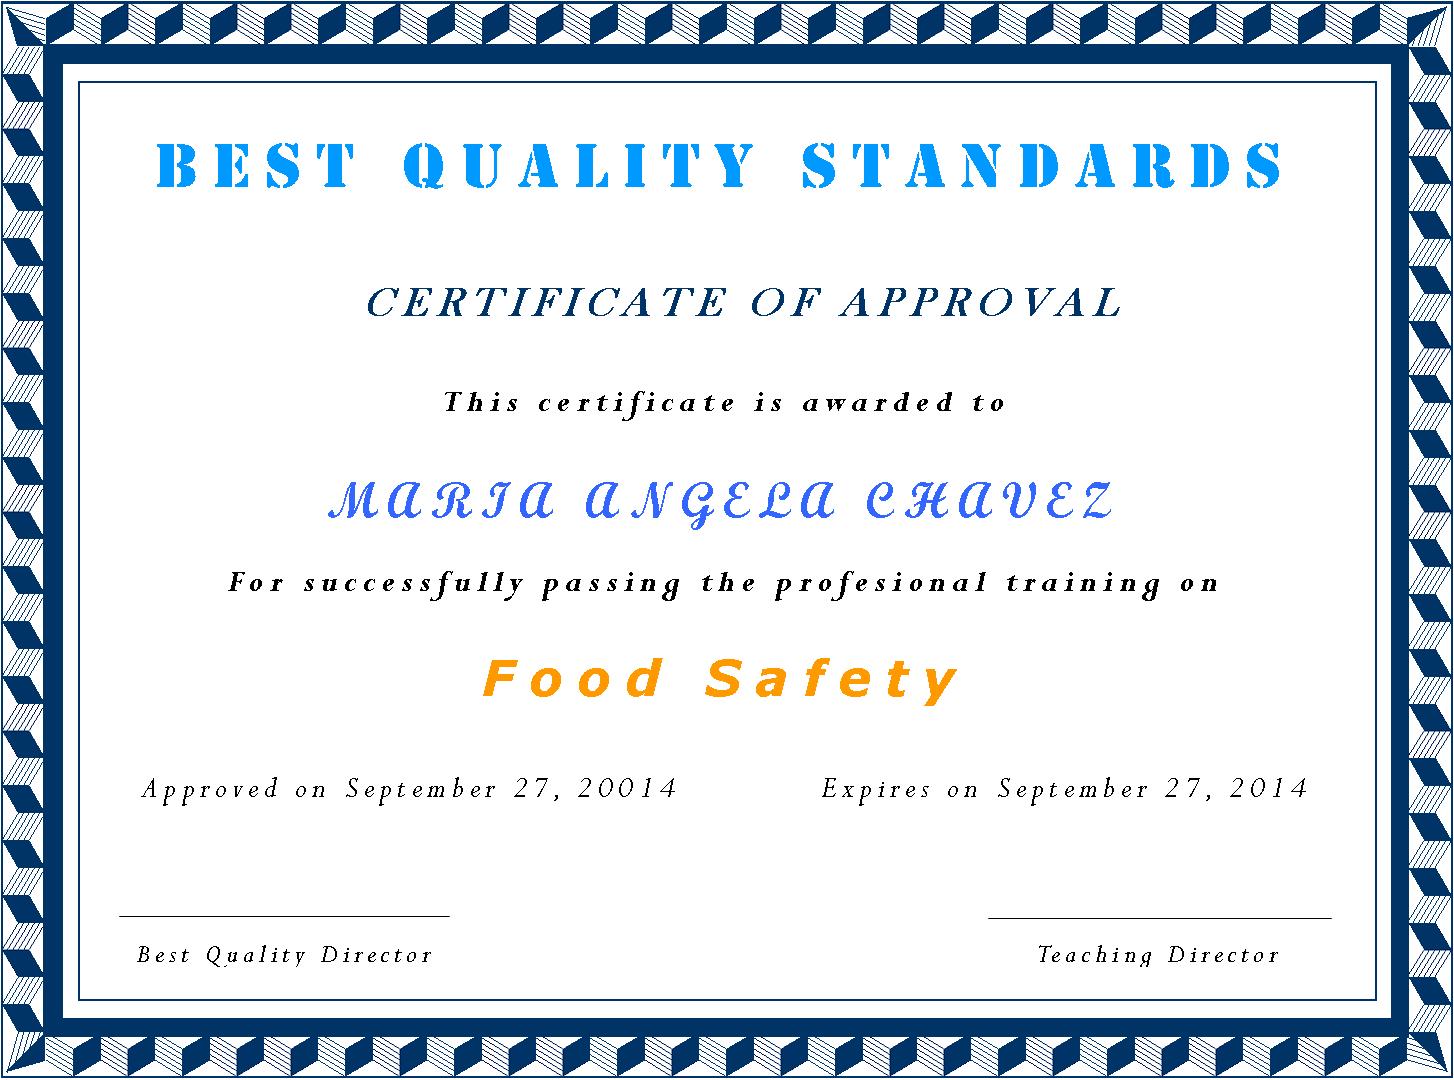 BEST QUALITY STANDARDS
CERTIFICATE OF APPROVAL
This certificate is awarded to
MARIA ANGELA CHAVEZ
For successfully passing the profesional training on
Food Safety
Approved on September 27, 20014 Expires on September 27, 2014
Best Quality Director Teaching Director